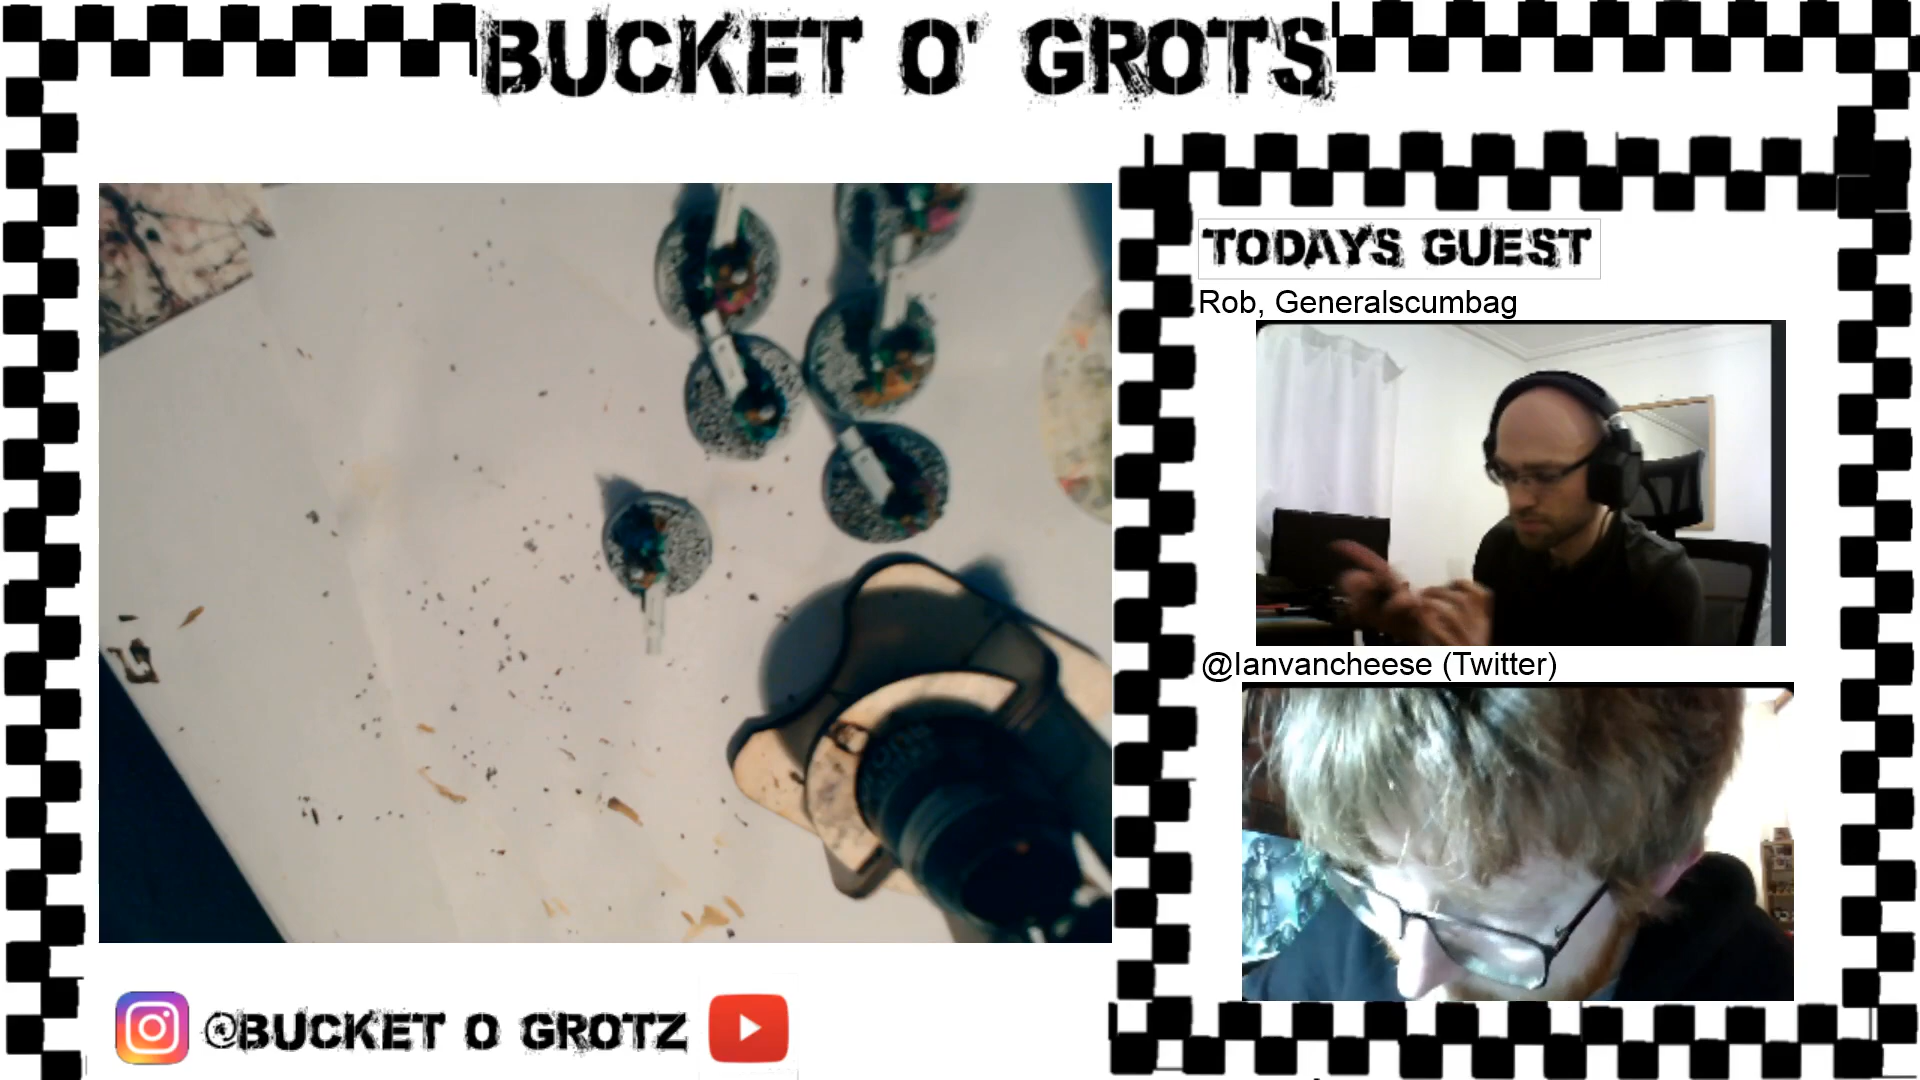 BUCKET O' GROTS
TODAYS GUEST
Rob, Generalscumbag
@Ianvancheese (Twitter)
@BUCKET O GROTZ